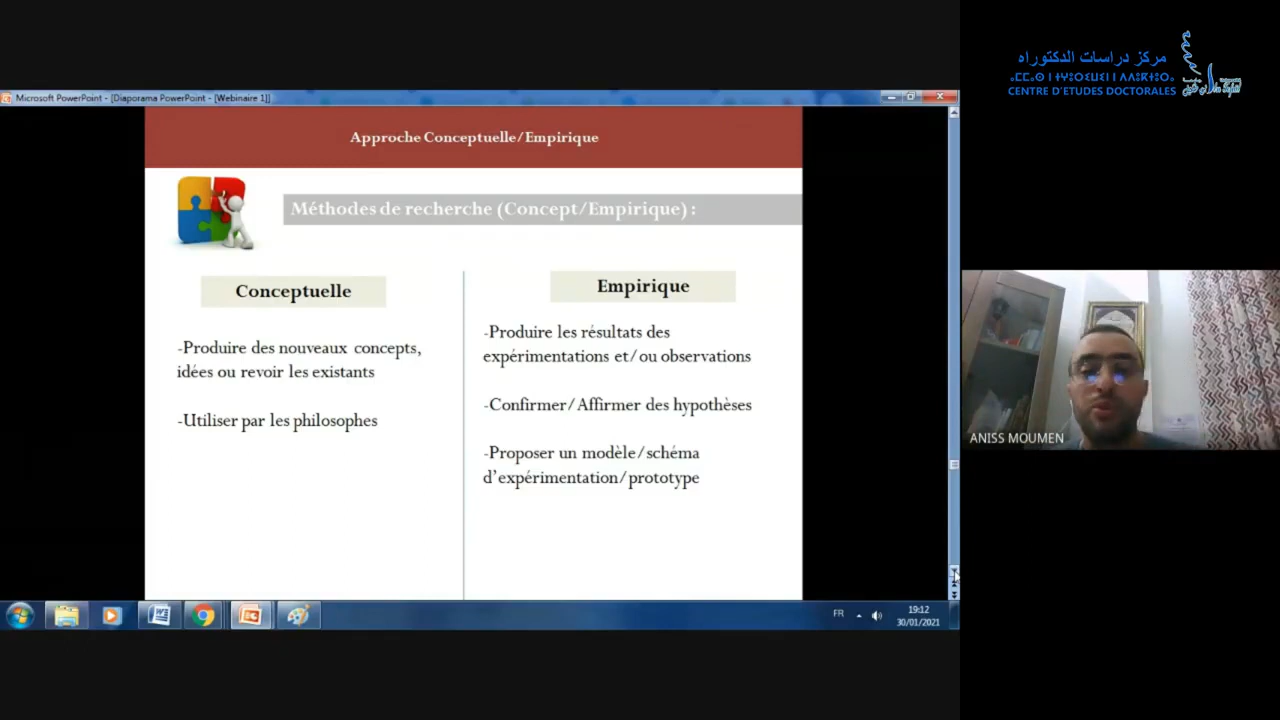 Microsoft PowerPoint - [Diaporama PowerPoint - [Webinaire 1]]
Approche Conceptuelle/Empirique
Méthodes de recherche (Concept/Empirique) :
Conceptuelle
-Produire des nouveaux concepts,
idées ou revoir les existants
-Utiliser par les philosophes
Empirique
-Produire les résultats des
expérimentations et/ou observations
-Confirmer/Affirmer des hypothèses
-Proposer un modèle/schéma
d'expérimentation/prototype
FR
19:12
30/01/2021
مركز دراسات الدكتوراه
CENTRE D'ETUDES DOCTORALES
ANISS MOUMEN